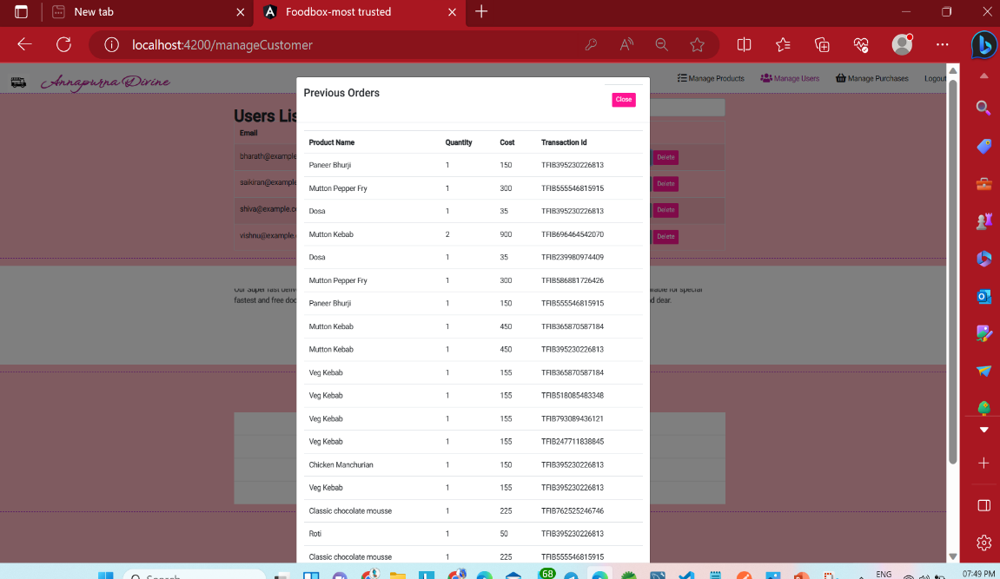 New tab
Foodbox-most trusted
localhost:4200/manageCustomer
Annapurna Divine
Manage Products
Manage Users
Manage Purchases
Logout
Previous Orders
Close
Users Lis
Email
Product Name Quantity Cost Transaction Id
Paneer Bhurji 1 150 TFIB395230226813
bharath@example Delete
Mutton Pepper Fry 1 300 TFIB555546815915
saikiran@example Delete
Dosa 1 35 TFIB395230226813
shiva@example.co Delete
Mutton Kebab 2 900 TFIB696464542070
vishnu@example. Delete
Dosa 1 35 TFIB239980974409
Mutton Pepper Fry 1 300 TFIB586881726426
Our Super fast deliv ailable for special
fastest and free doo d dear.
Paneer Bhurji 1 150 TFIB555546815915
Mutton Kebab 1 450 TFIB365870587184
Mutton Kebab 1 450 TFIB395230226813
Veg Kebab 1 155 TFIB365870587184
Veg Kebab 1 155 TFIB518085483348
Veg Kebab 1 155 TFIB793089436121
Veg Kebab 1 155 TFIB247711838845
Chicken Manchurian 1 150 TFIB395230226813
Veg Kebab 1 155 TFIB395230226813
Classic chocolate mousse 1 225 TFIB762525246746
Roti 1 50 TFIB395230226813
Classic chocolate mousse 1 225 TFIB555546815915
Search
68
ENG
07:49 PM